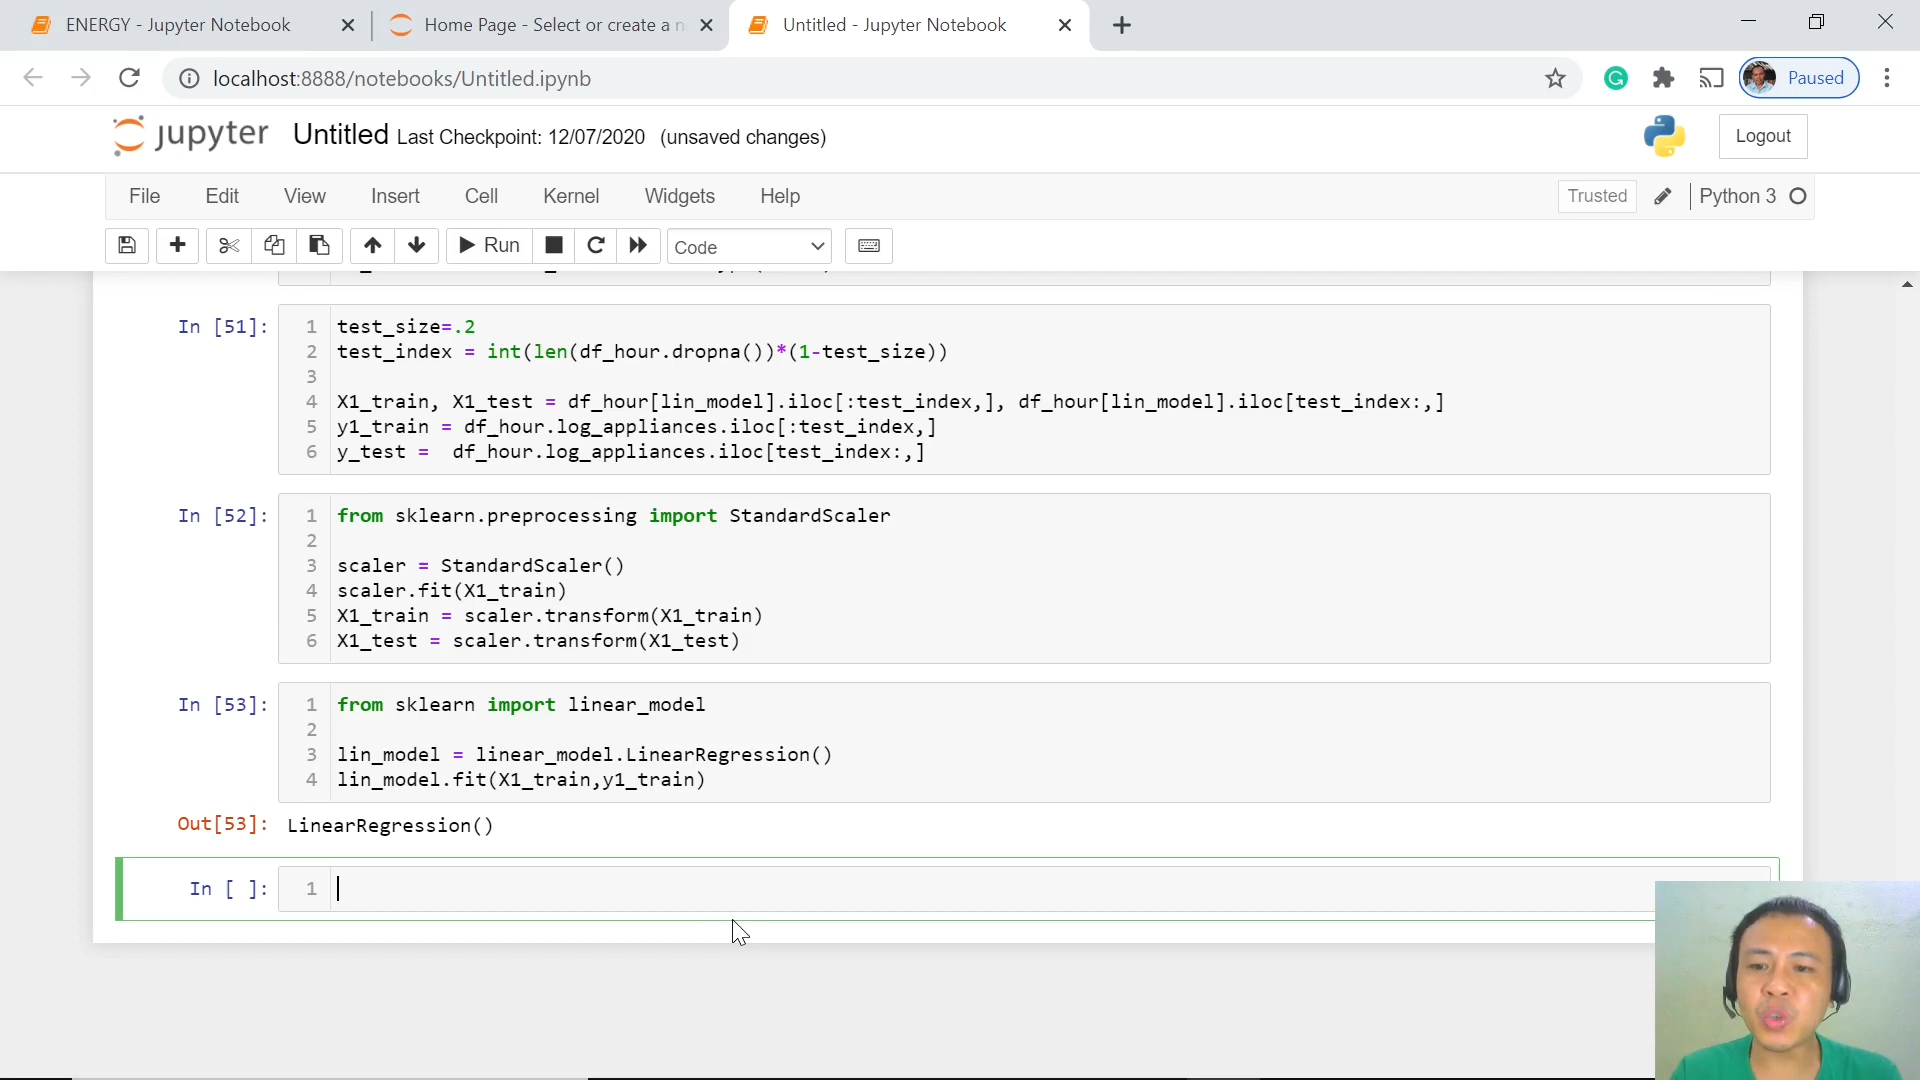 ENERGY - Jupyter Notebook
Home Page - Select or create a n
Untitled - Jupyter Notebook
localhost:8888/notebooks/Untitled.ipynb
Paused
jupyter Untitled Last Checkpoint: 12/07/2020 (unsaved changes)
Logout
File Edit View Insert Cell Kernel Widgets Help
Trusted
Python 3
Run
Code
In [51]:
1 test_size=.2
2 test_index = int(len(df_hour.dropna())*(1-test_size))
3
4 X1_train, X1_test = df_hour[lin_model].iloc[:test_index,], df_hour[lin_model].iloc[test_index:,]
5 y1_train = df_hour.log_appliances.iloc[:test_index,]
6 y_test =  df_hour.log_appliances.iloc[test_index:,]
In [52]:
1 from sklearn.preprocessing import StandardScaler
2
3 scaler = StandardScaler()
4 scaler.fit(X1_train)
5 X1_train = scaler.transform(X1_train)
6 X1_test = scaler.transform(X1_test)
In [53]:
1 from sklearn import linear_model
2
3 lin_model = linear_model.LinearRegression()
4 lin_model.fit(X1_train,y1_train)
Out[53]: LinearRegression()
In [ ]:
1